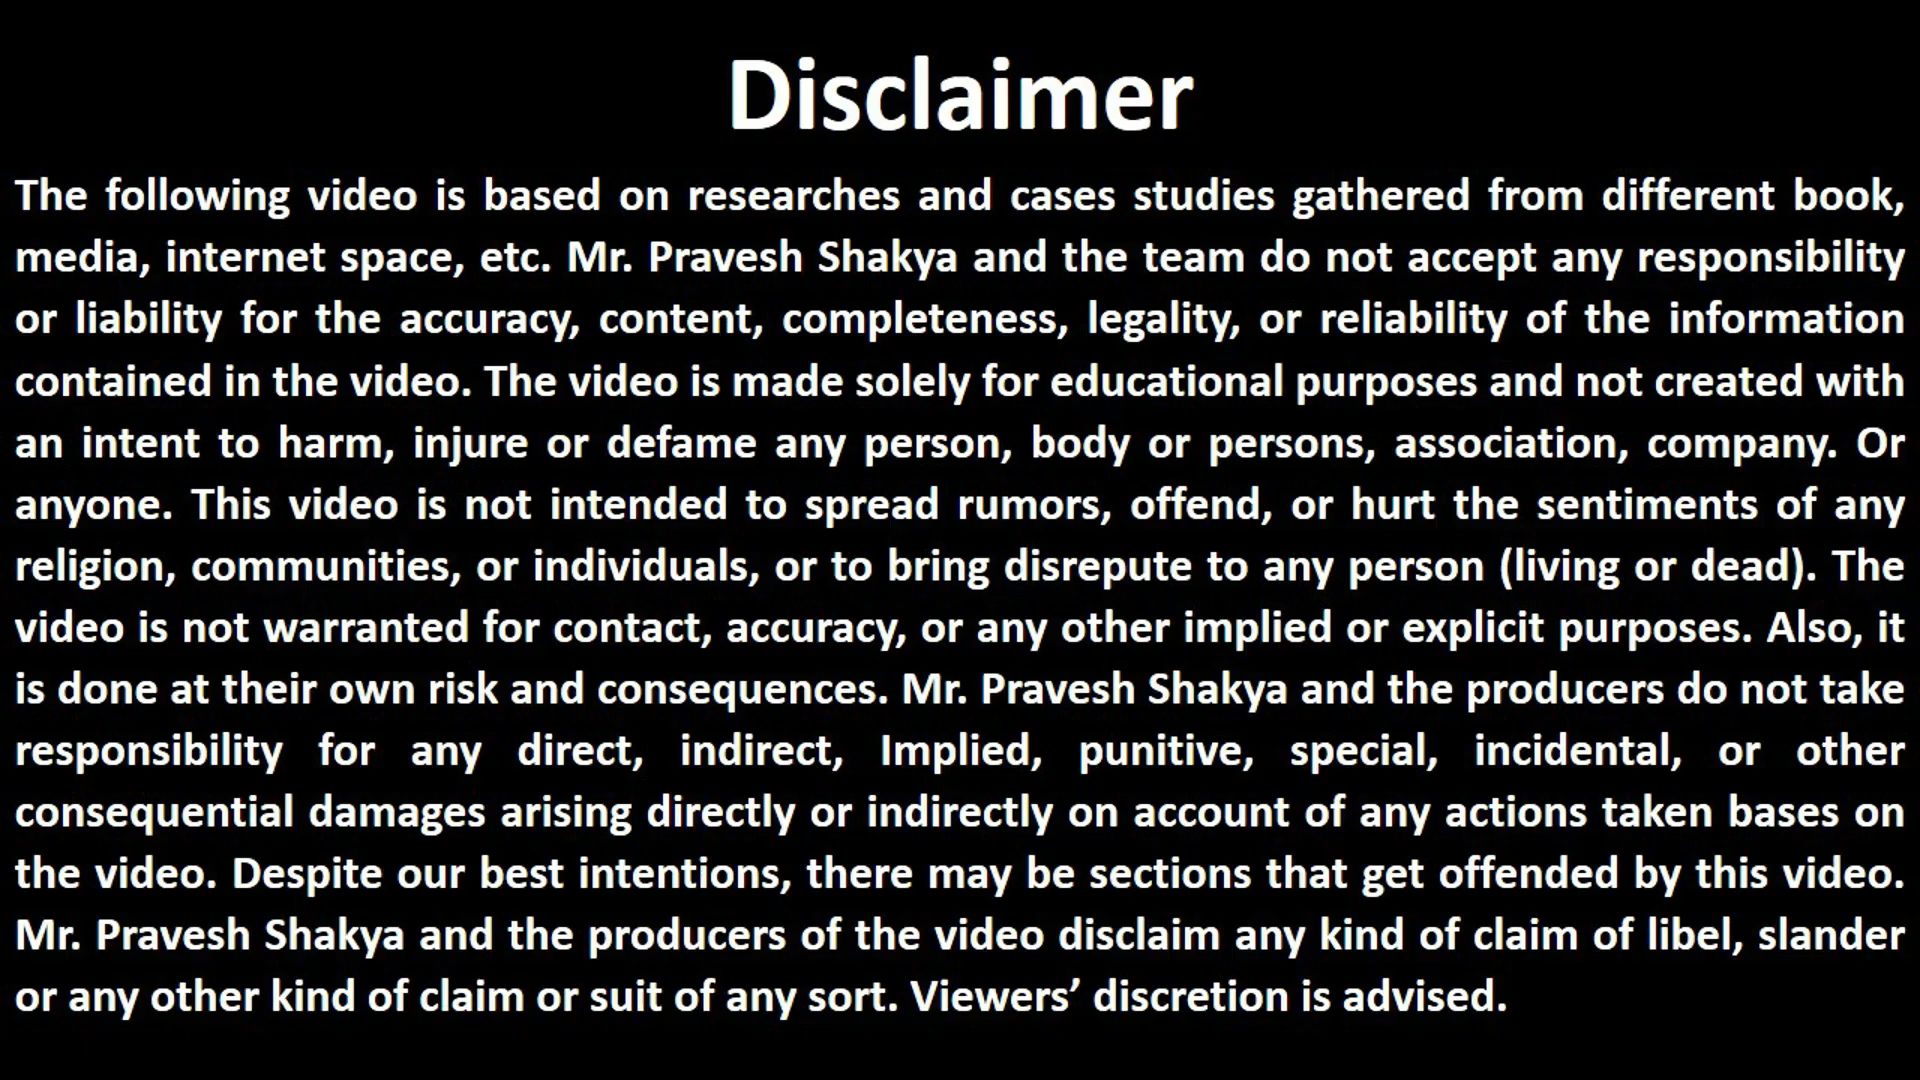 Disclaimer
The following video is based on researches and cases studies gathered from different book,
media, internet space, etc. Mr. Pravesh Shakya and the team do not accept any responsibility
or liability for the accuracy, content, completeness, legality, or reliability of the information
contained in the video. The video is made solely for educational purposes and not created with
an intent to harm, injure or defame any person, body or persons, association, company. Or
anyone. This video is not intended to spread rumors, offend, or hurt the sentiments of any
religion, communities, or individuals, or to bring disrepute to any person (living or dead). The
video is not warranted for contact, accuracy, or any other implied or explicit purposes. Also, it
is done at their own risk and consequences. Mr. Pravesh Shakya and the producers do not take
responsibility for any direct, indirect, Implied, punitive, special, incidental, or other
consequential damages arising directly or indirectly on account of any actions taken bases on
the video. Despite our best intentions, there may be sections that get offended by this video.
Mr. Pravesh Shakya and the producers of the video disclaim any kind of claim of libel, slander
or any other kind of claim or suit of any sort. Viewers’ discretion is advised.